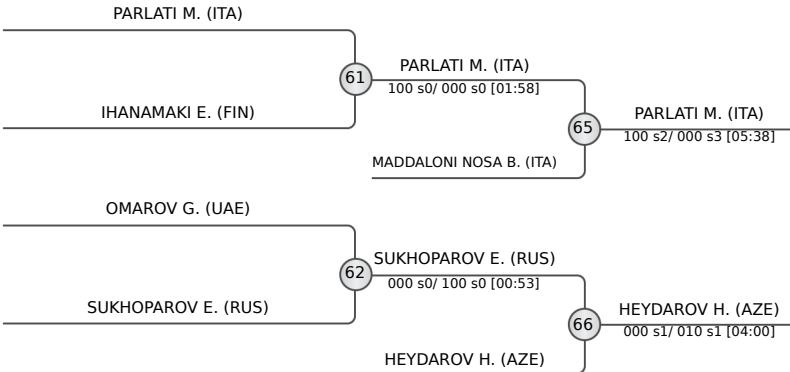 PARLATI M. (ITA)
61
PARLATI M. (ITA)
100 s0/ 000 s0 [01:58]
IHANAMAKI E. (FIN)
65
PARLATI M. (ITA)
100 s2/ 000 s3 [05:38]
MADDALONI NOSA B. (ITA)
OMAROV G. (UAE)
62
SUKHOPAROV E. (RUS)
000 s0/ 100 s0 [00:53]
SUKHOPAROV E. (RUS)
66
HEYDAROV H. (AZE)
000 s1/ 010 s1 [04:00]
HEYDAROV H. (AZE)